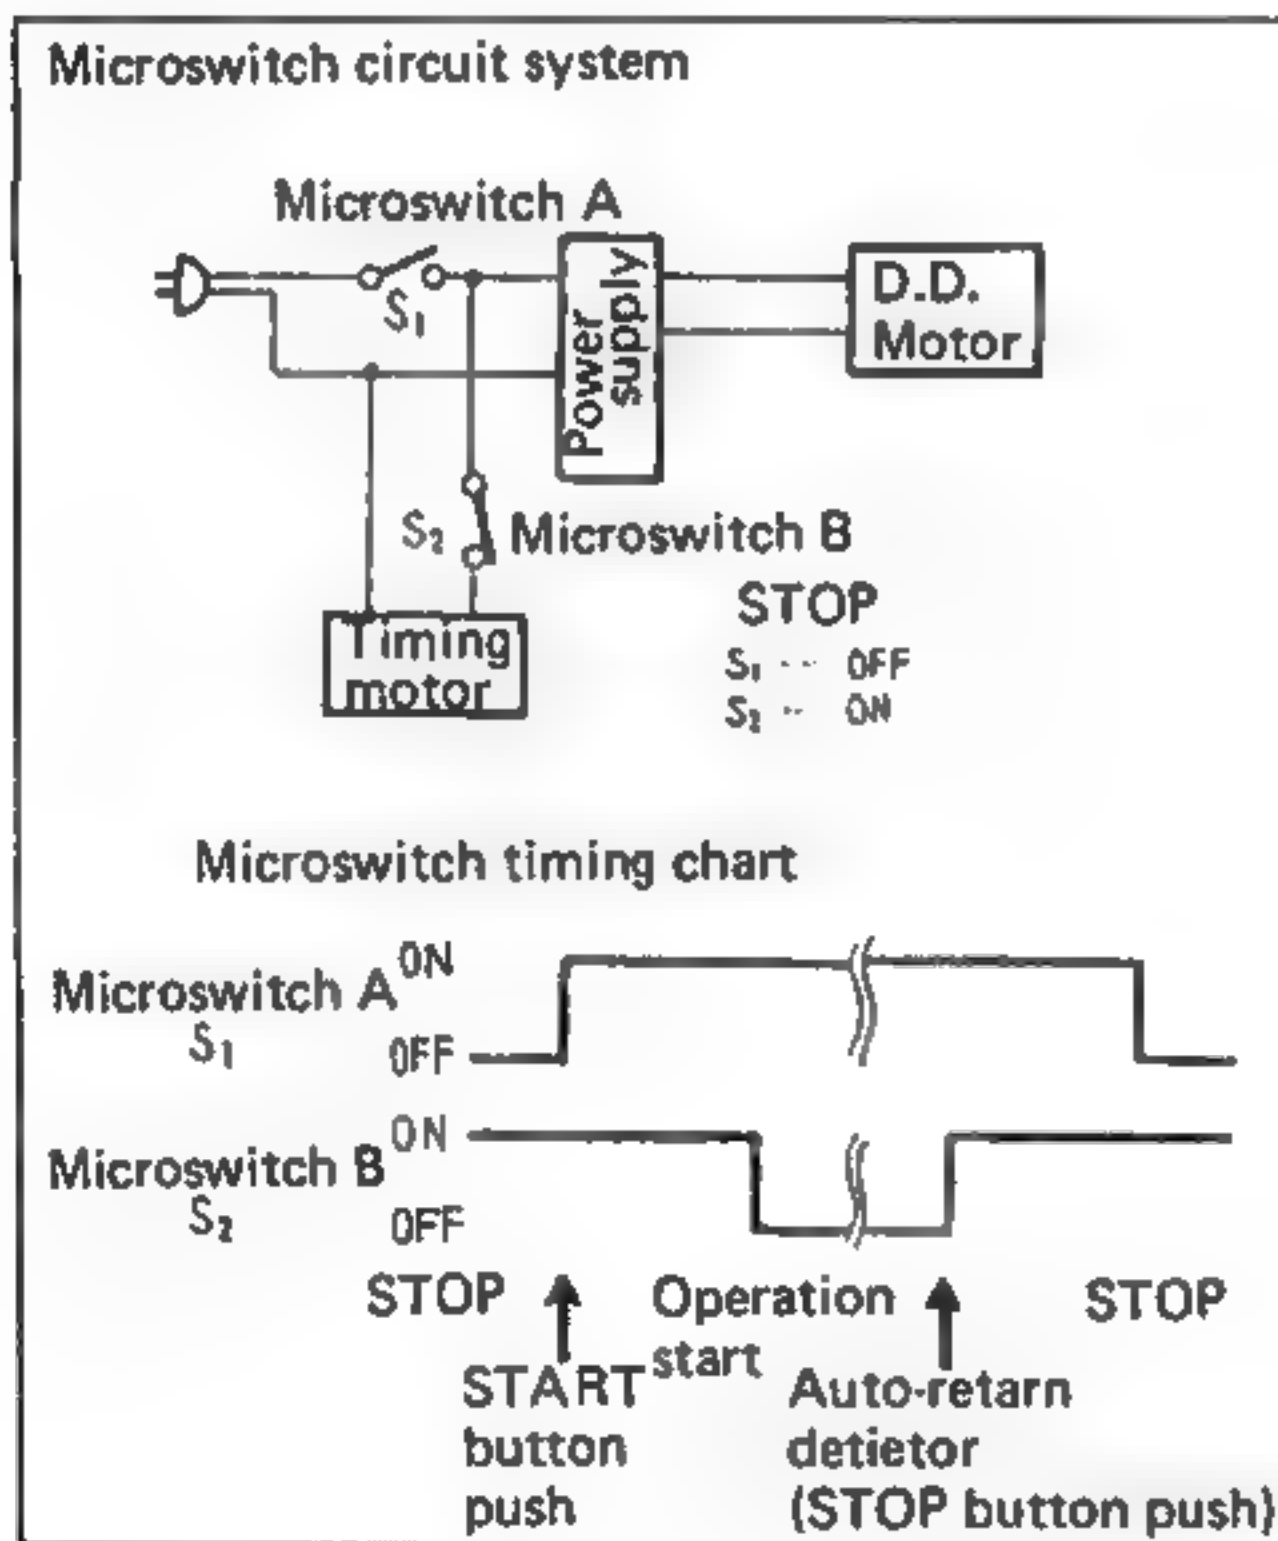 Microswitch circuit system
Microswitch A
S₁
Power supply
D.D.
Motor
S₂ Microswitch B
Timing
motor
STOP
S₁ -- OFF
S₂ -- ON
Microswitch timing chart
Microswitch A
S₁
ON
OFF
Microswitch B
S₂
ON
OFF
STOP
START
button
push
Operation
start
Auto-retarn
detietor
(STOP button push)
STOP